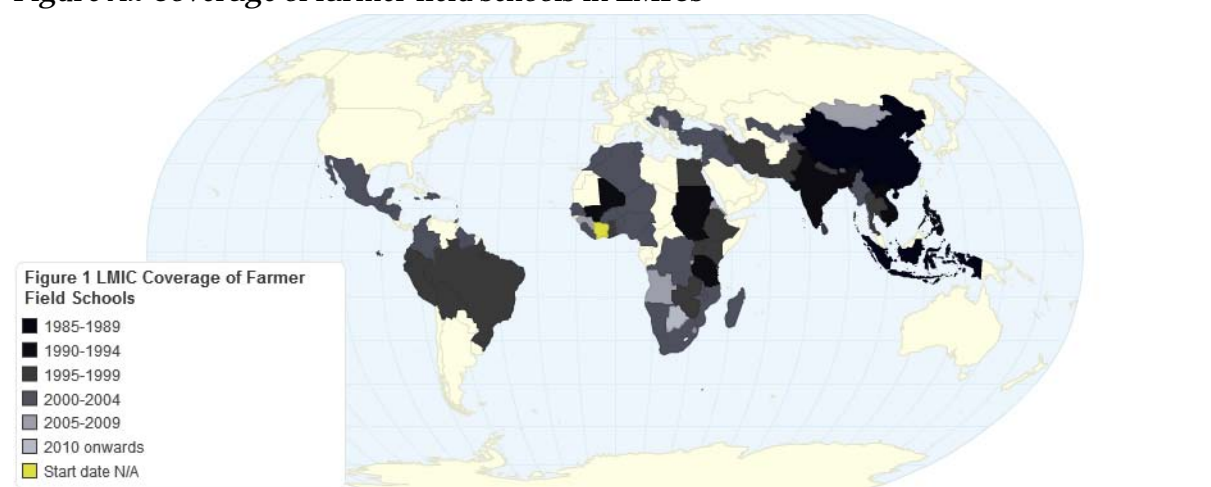 Figure 1 LMIC Coverage of Farmer
Field Schools
1985-1989
1990-1994
1995-1999
2000-2004
2005-2009
2010 onwards
Start date N/A